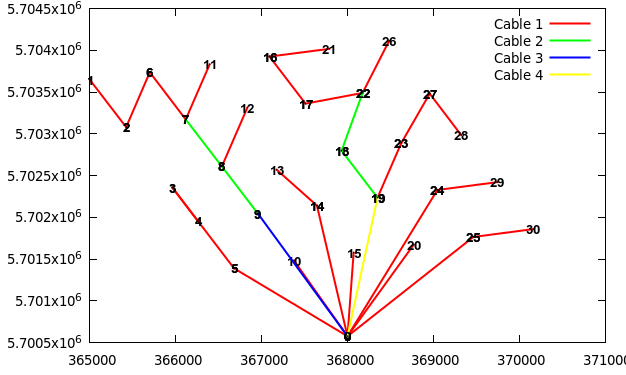 5.7045x10⁶
5.704x10⁶
5.7035x10⁶
5.703x10⁶
5.7025x10⁶
5.702x10⁶
5.7015x10⁶
5.701x10⁶
5.7005x10⁶
365000 366000 367000 368000 369000 370000 371000
Cable 1
Cable 2
Cable 3
Cable 4
26
21
16
11
6
1
22
27
17
12
7
2
28
23
18
13
8
3
29
24
19
14
9
4
30
25
20
15
10
5
0